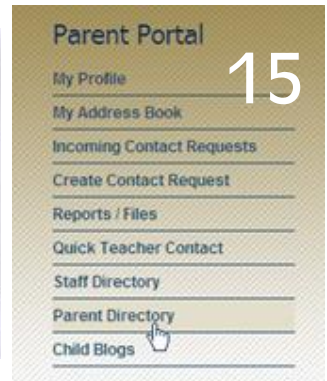 Parent Portal
15
My Profile
My Address Book
Incoming Contact Requests
Create Contact Request
Reports / Files
Quick Teacher Contact
Staff Directory
Parent Directory
Child Blogs